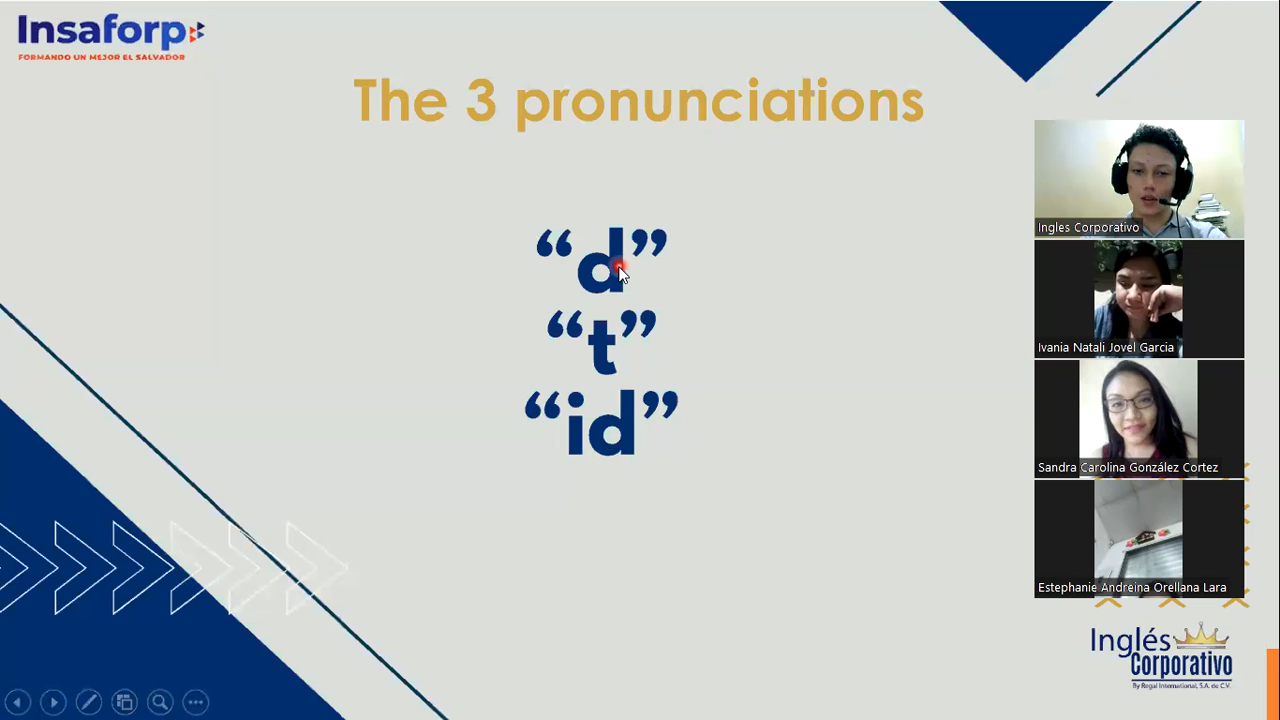 Insaforp
FORMANDO UN MEJOR EL SALVADOR
The 3 pronunciations
“d”
“t”
“id”
Ingles Corporativo
Ivania Natali Jovel Garcia
Sandra Carolina González Cortez
Estephanie Andreina Orellana Lara
Inglés
Corporativo
By Regal International, S.A. de C.V.